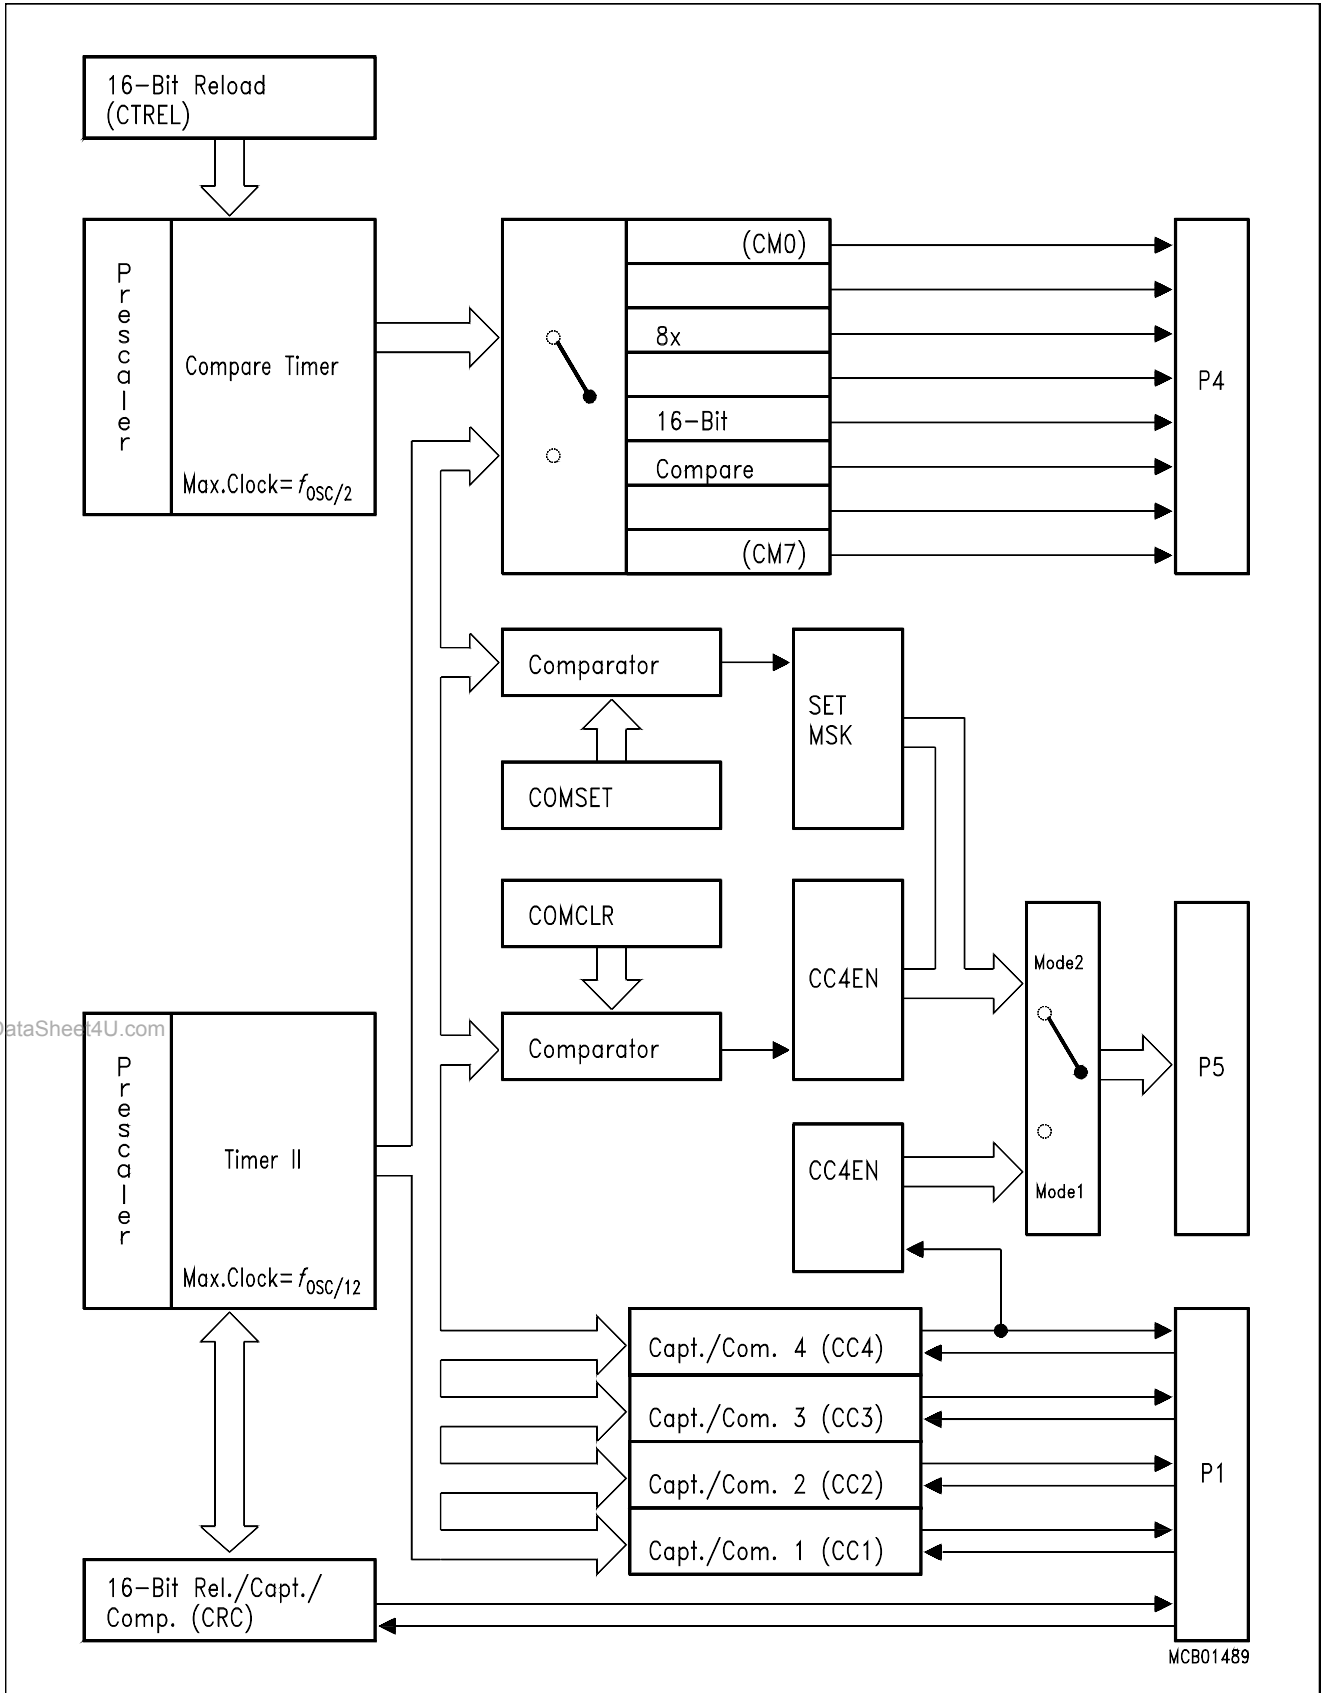 16-Bit Reload
(CTREL)
Prescaler
Compare Timer
Max.Clock=fOSC/2
(CM0)
8x
16-Bit
Compare
(CM7)
P4
Comparator
SET
MSK
COMSET
COMCLR
CC4EN
Comparator
Mode2
P5
Mode1
DataSheet4U.com
Prescaler
Timer II
Max.Clock=fOSC/12
CC4EN
Capt./Com. 4 (CC4)
Capt./Com. 3 (CC3)
Capt./Com. 2 (CC2)
Capt./Com. 1 (CC1)
P1
16-Bit Rel./Capt./
Comp. (CRC)
MCB01489